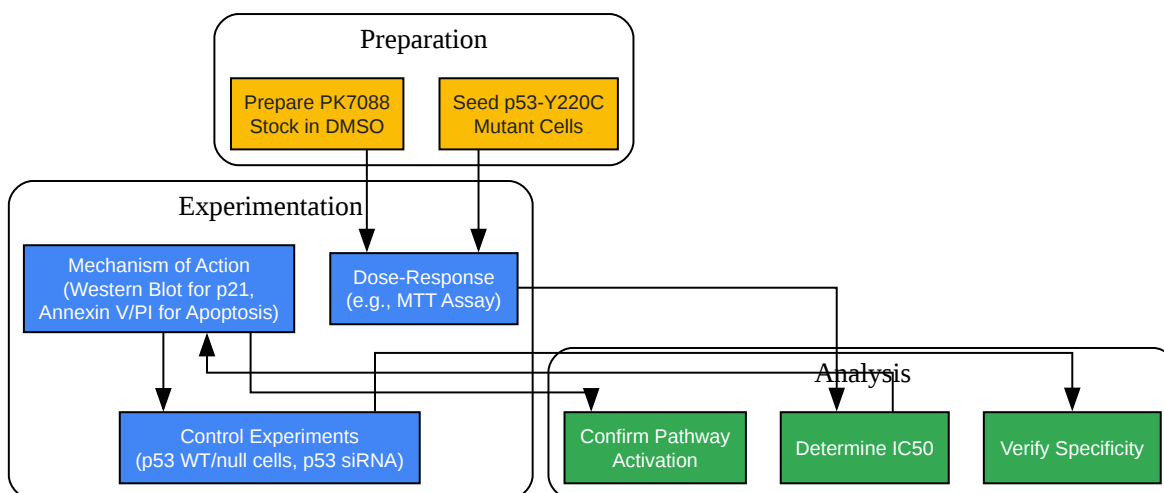 Preparation
Prepare PK7088
Stock in DMSO
Seed p53-Y220C
Mutant Cells
Experimentation
Mechanism of Action
(Western Blot for p21,
Annexin V/PI for Apoptosis)
Dose-Response
(e.g., MTT Assay)
Control Experiments
(p53 WT/null cells, p53 siRNA)
Analysis
Confirm Pathway
Activation
Determine IC50
Verify Specificity